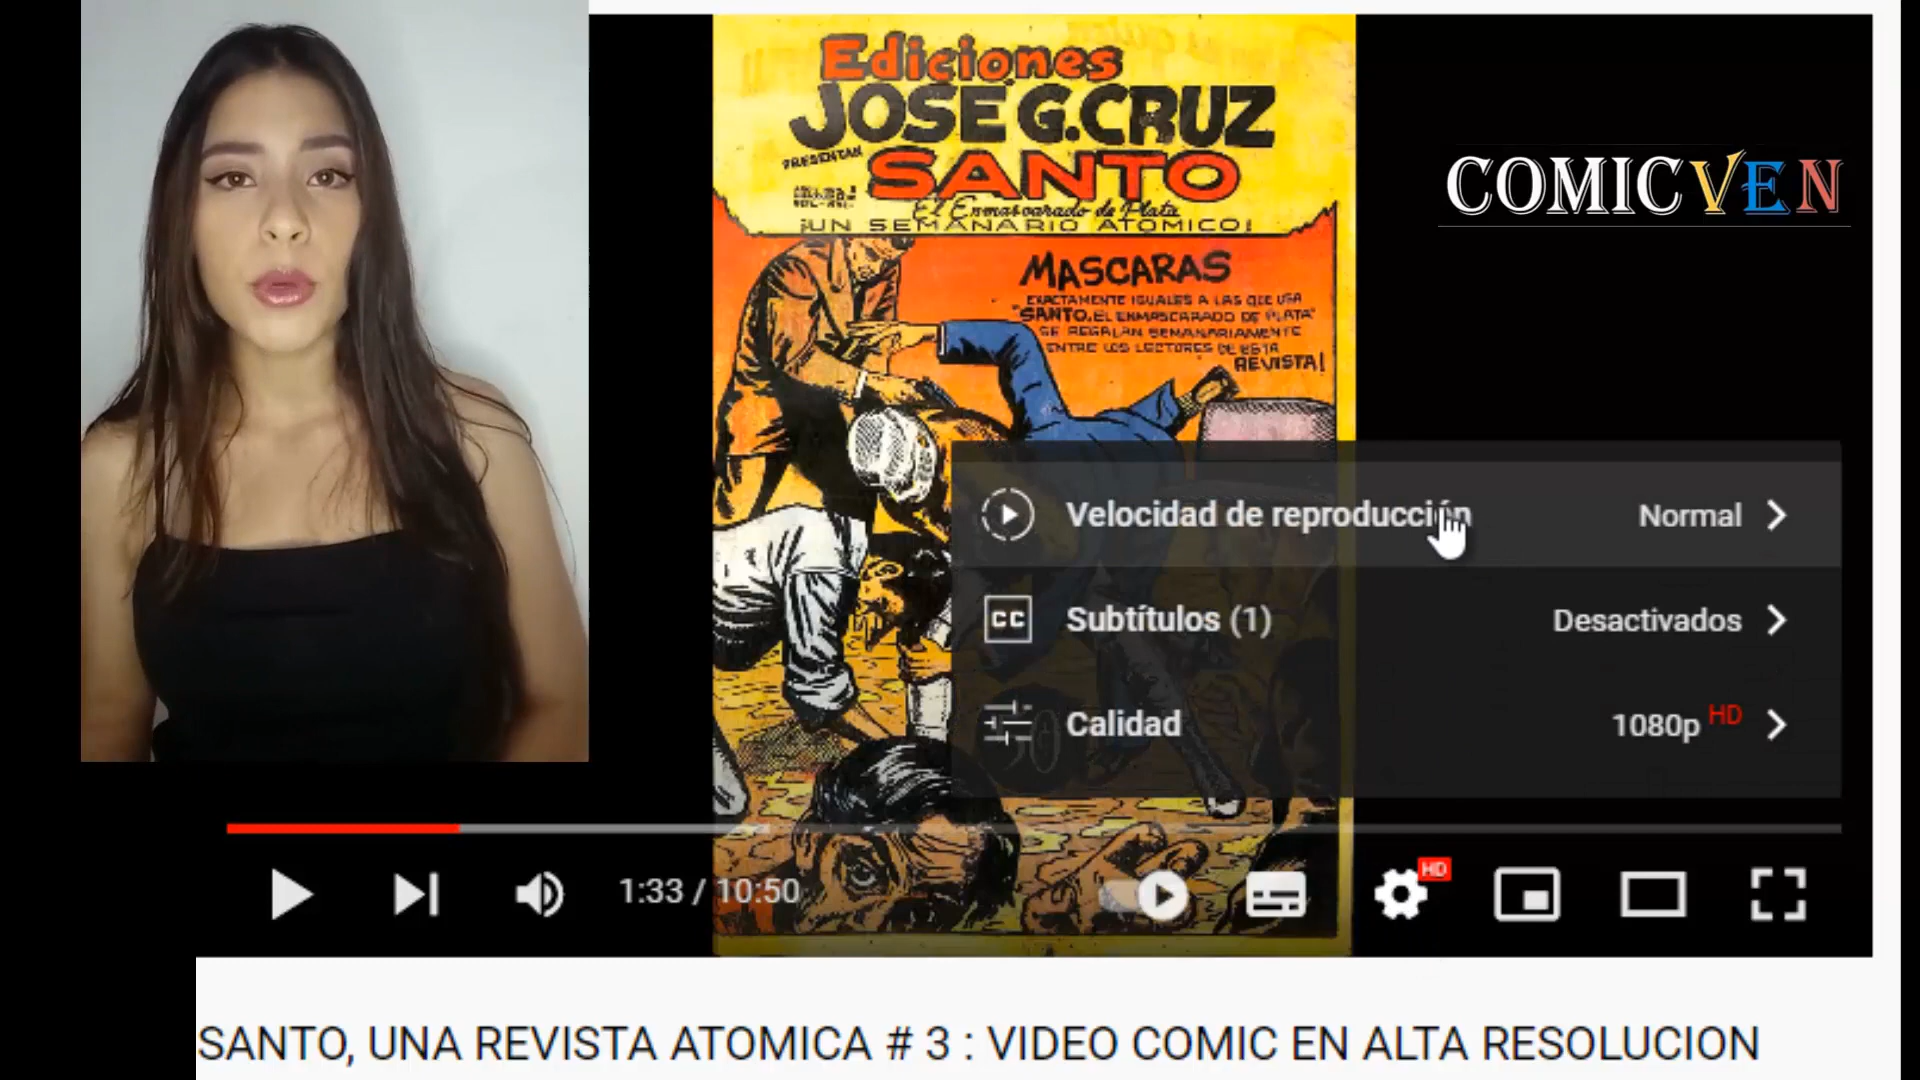 Ediciones
JOSE G. CRUZ
PRESENTAN
SANTO
El Enmascarado de Plata
¡UN SEMANARIO ATOMICO!
MASCARAS
EXACTAMENTE IGUALES A LAS QUE USA
"SANTO, EL ENMASCARADO DE PLATA"
SE REGALAN SEMANARIAMENTE
ENTRE LOS LECTORES DE ESTA
REVISTA!
COMICVEN
Velocidad de reproducción Normal
CC Subtítulos (1) Desactivados
Calidad 1080p HD
1:33 / 10:50
HD
SANTO, UNA REVISTA ATOMICA # 3 : VIDEO COMIC EN ALTA RESOLUCION